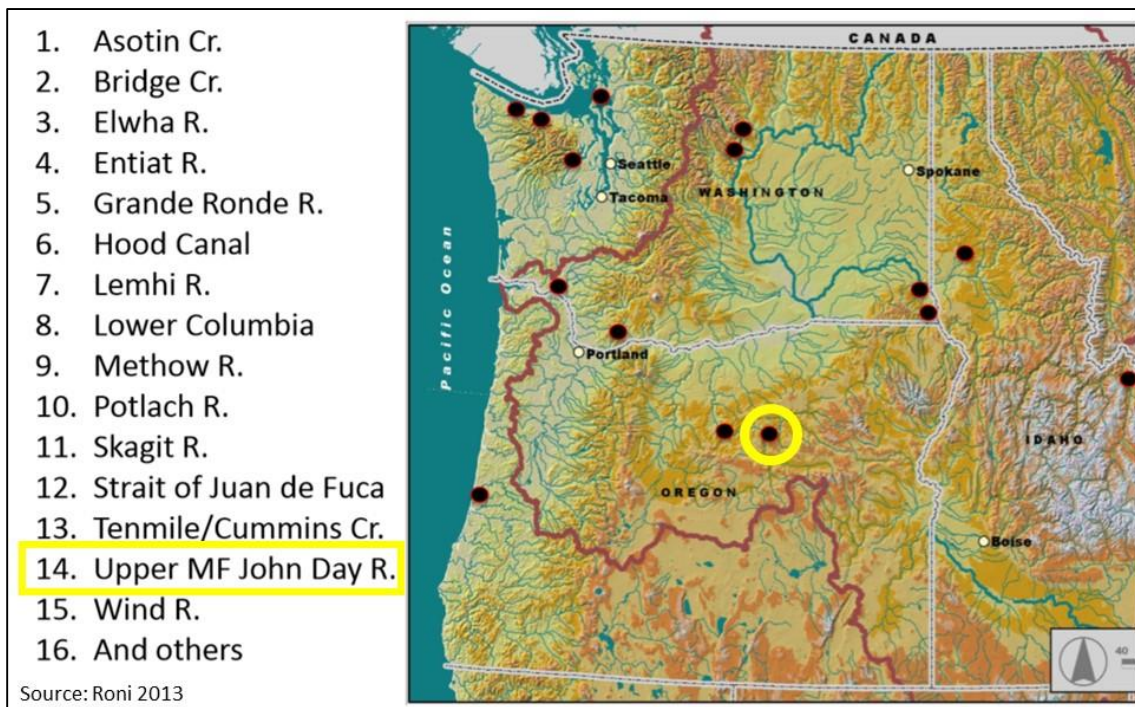 1. Asotin Cr.
2. Bridge Cr.
3. Elwha R.
4. Entiat R.
5. Grande Ronde R.
6. Hood Canal
7. Lemhi R.
8. Lower Columbia
9. Methow R.
10. Potlach R.
11. Skagit R.
12. Strait of Juan de Fuca
13. Tenmile/Cummins Cr.
14. Upper MF John Day R.
15. Wind R.
16. And others
Source: Roni 2013
CANADA
Seattle
Spokane
WASHINGTON
Tacoma
Pacific Ocean
Portland
IDAHO
OREGON
Boise
40